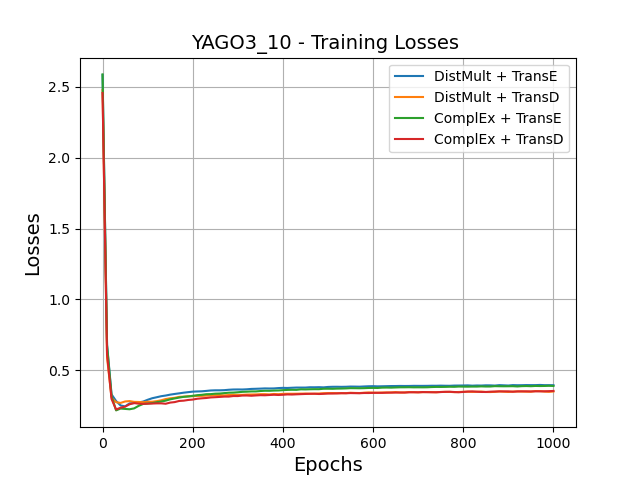 YAGO3_10 - Training Losses
DistMult + TransE
DistMult + TransD
ComplEx + TransE
ComplEx + TransD
2.5
2.0
1.5
1.0
0.5
Losses
0 200 400 600 800 1000
Epochs